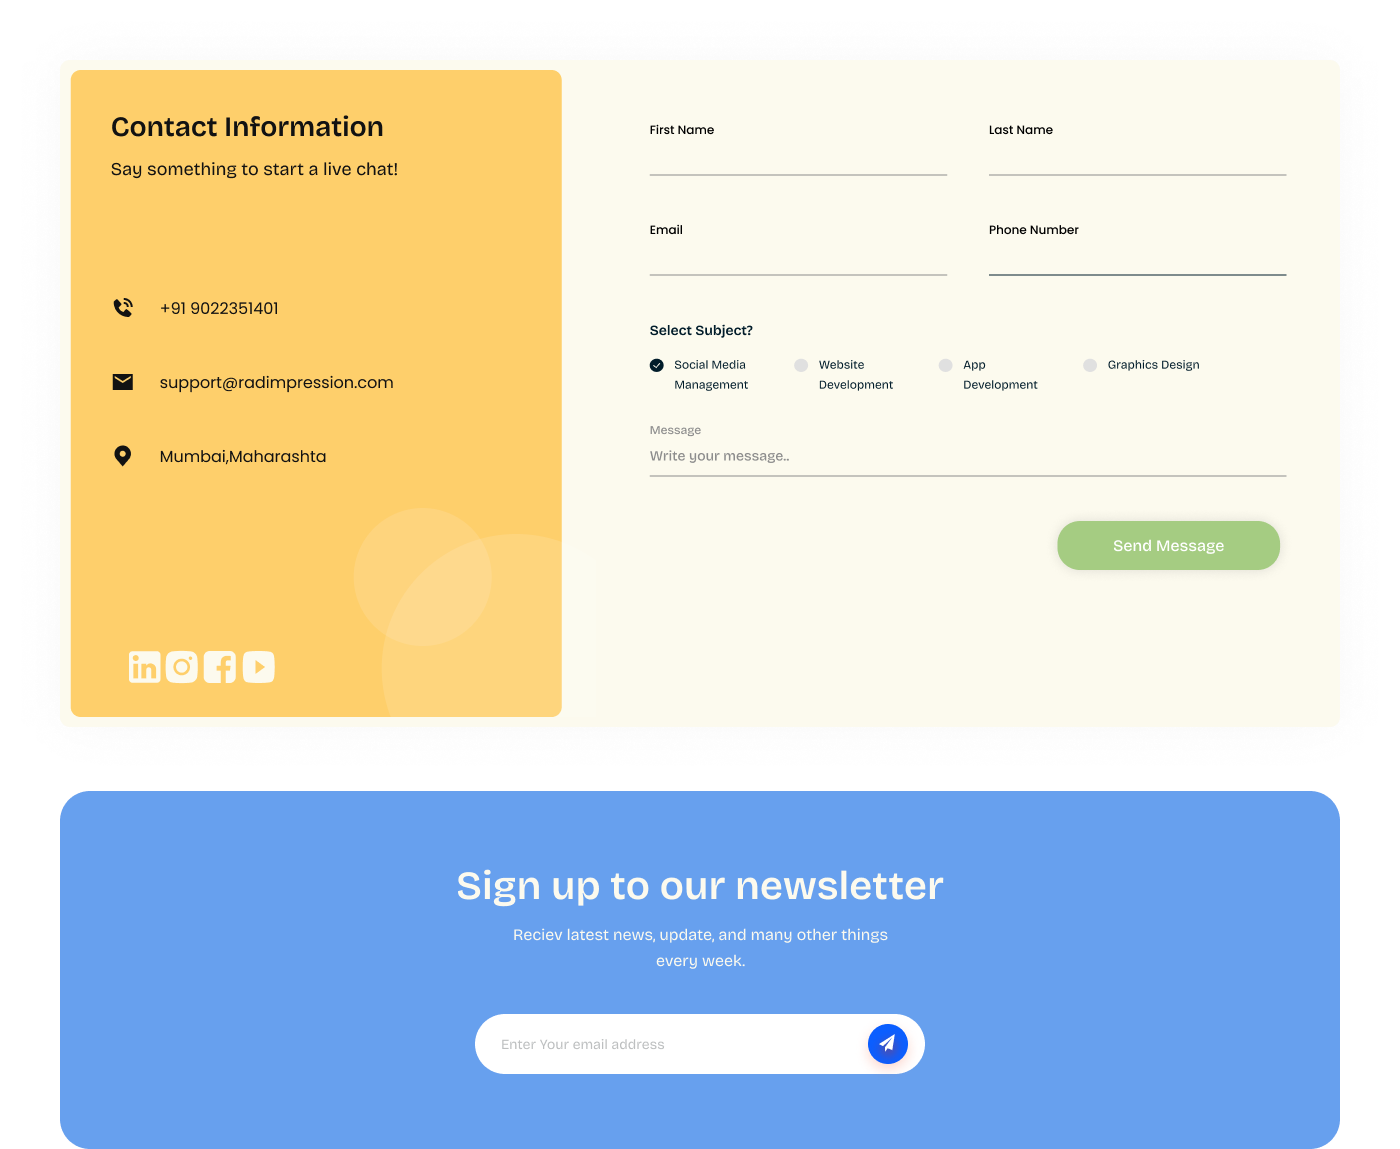 Contact Information
Say something to start a live chat!
+91 9022351401
support@radimpression.com
Mumbai,Maharashta
First Name
Last Name
Email
Phone Number
Select Subject?
Social Media
Management
Website
Development
App
Development
Graphics Design
Message
Write your message..
Send Message
Sign up to our newsletter
Reciev latest news, update, and many other things
every week.
Enter Your email address